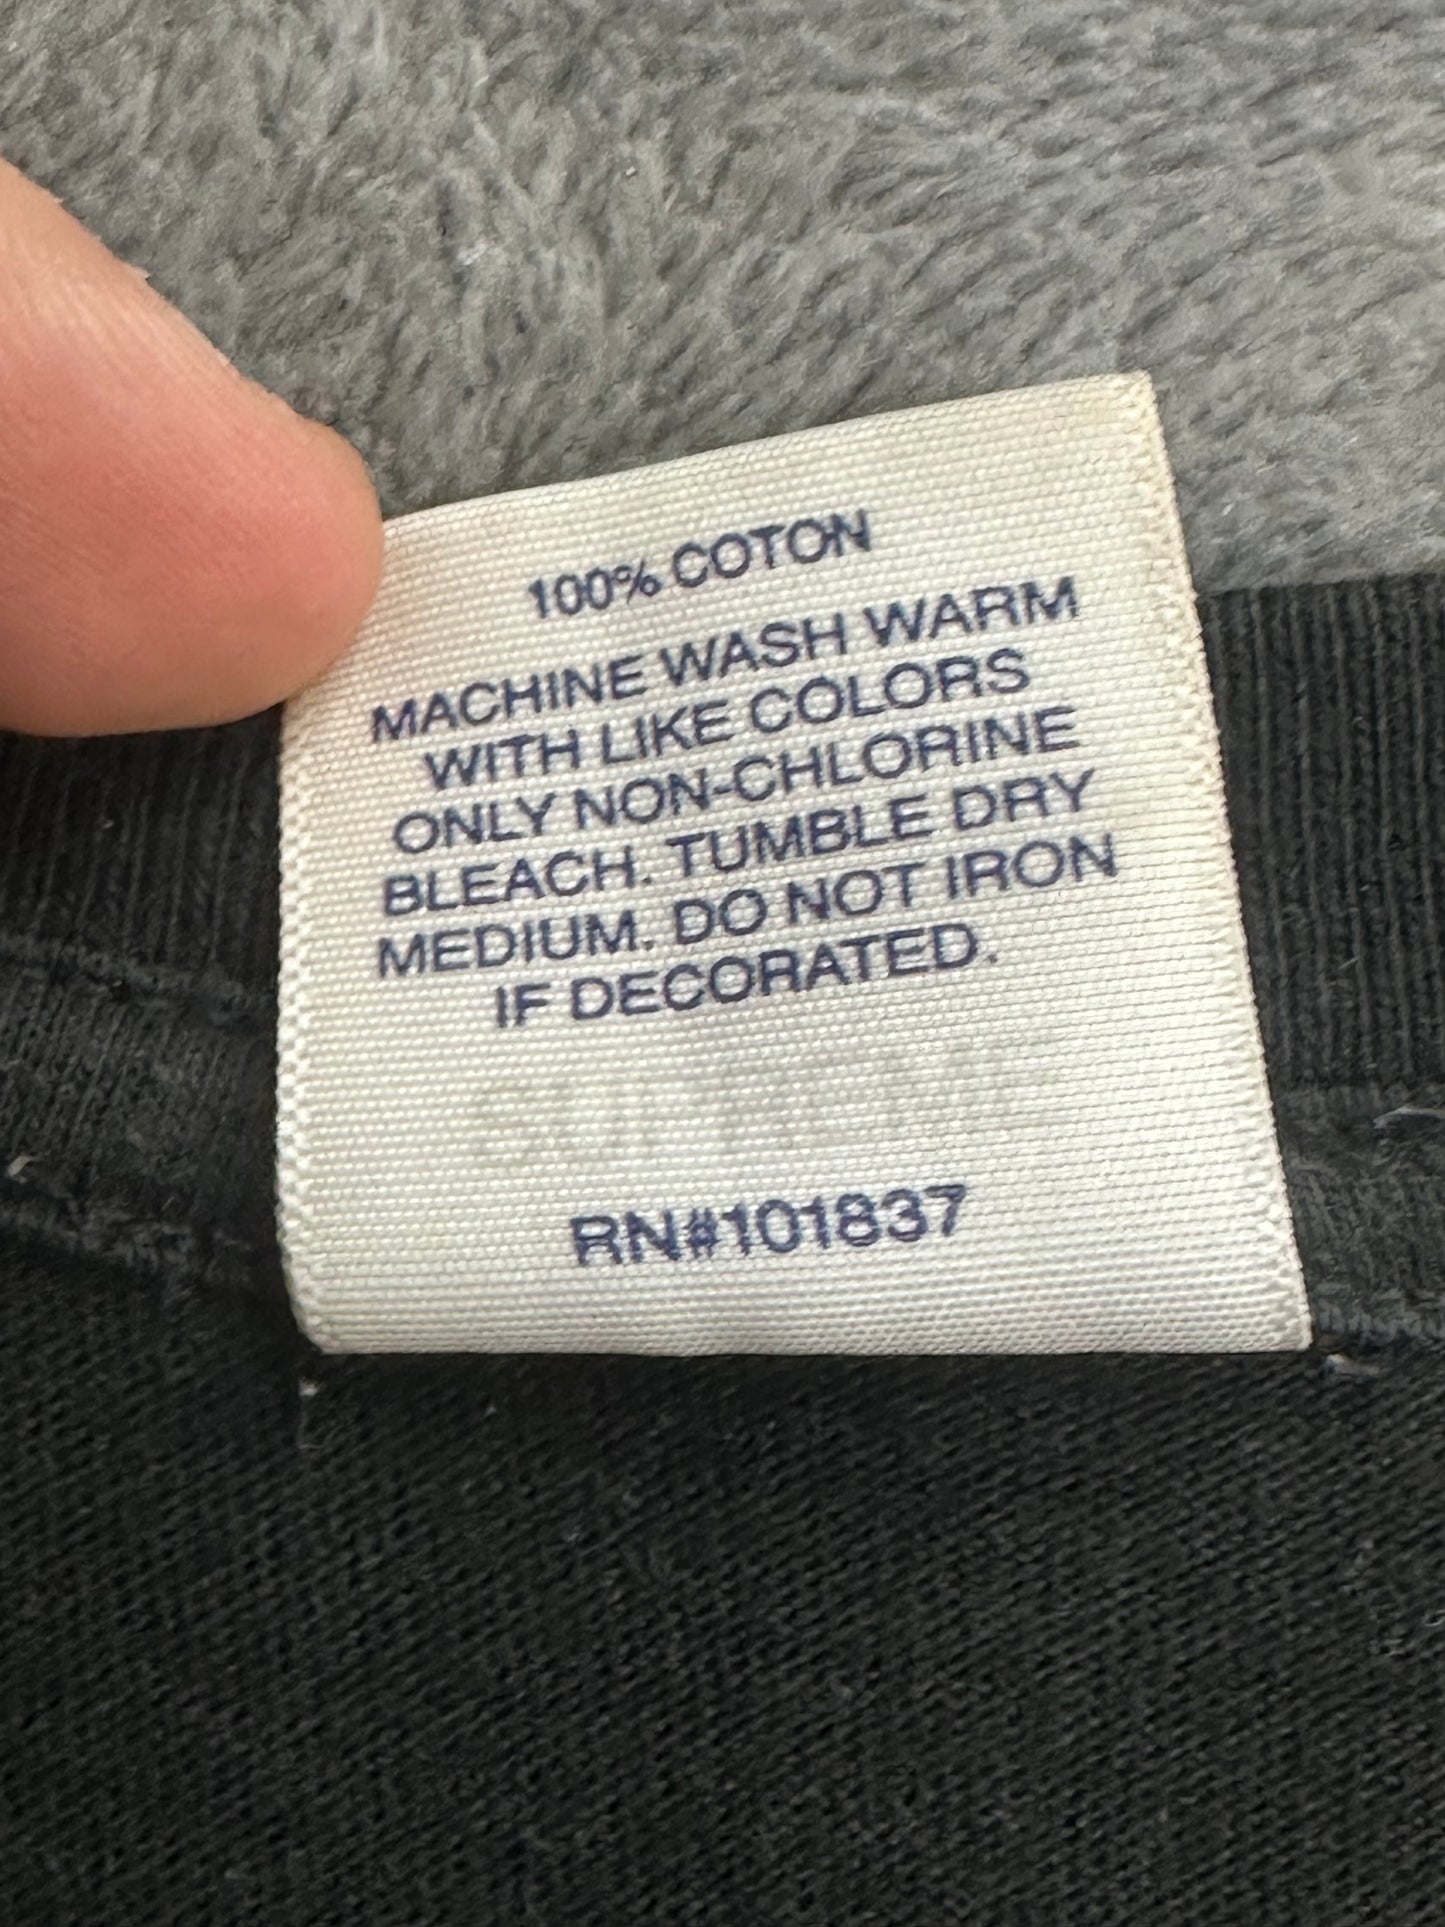 100% COTON
MACHINE WASH WARM
WITH LIKE COLORS
ONLY NON-CHLORINE
BLEACH. TUMBLE DRY
MEDIUM. DO NOT IRON
IF DECORATED.
RN#101837